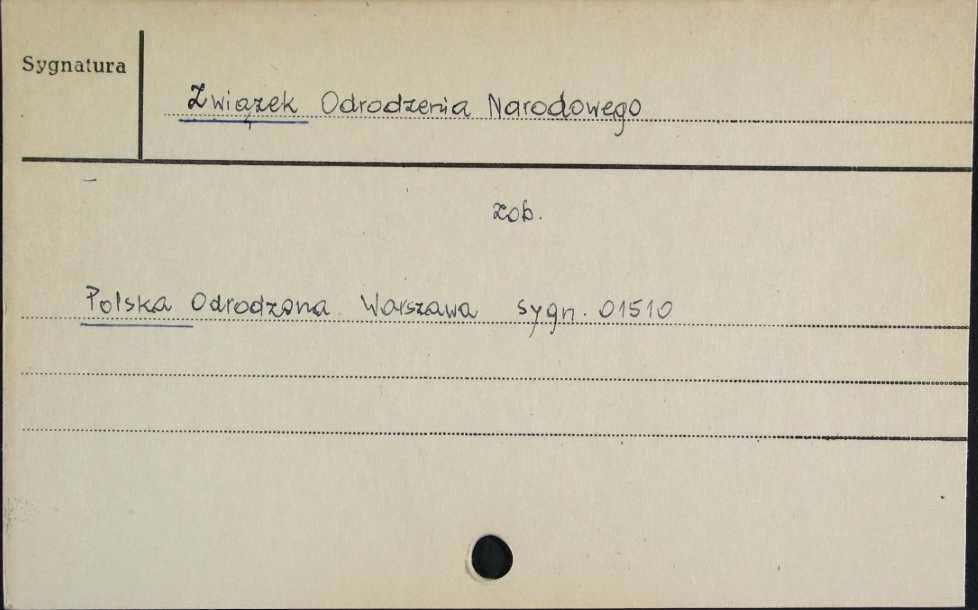 Sygnatura
Związek Odrodzenia Narodowego
zob.
Polska Odrodzona Warszawa sygn. 01510